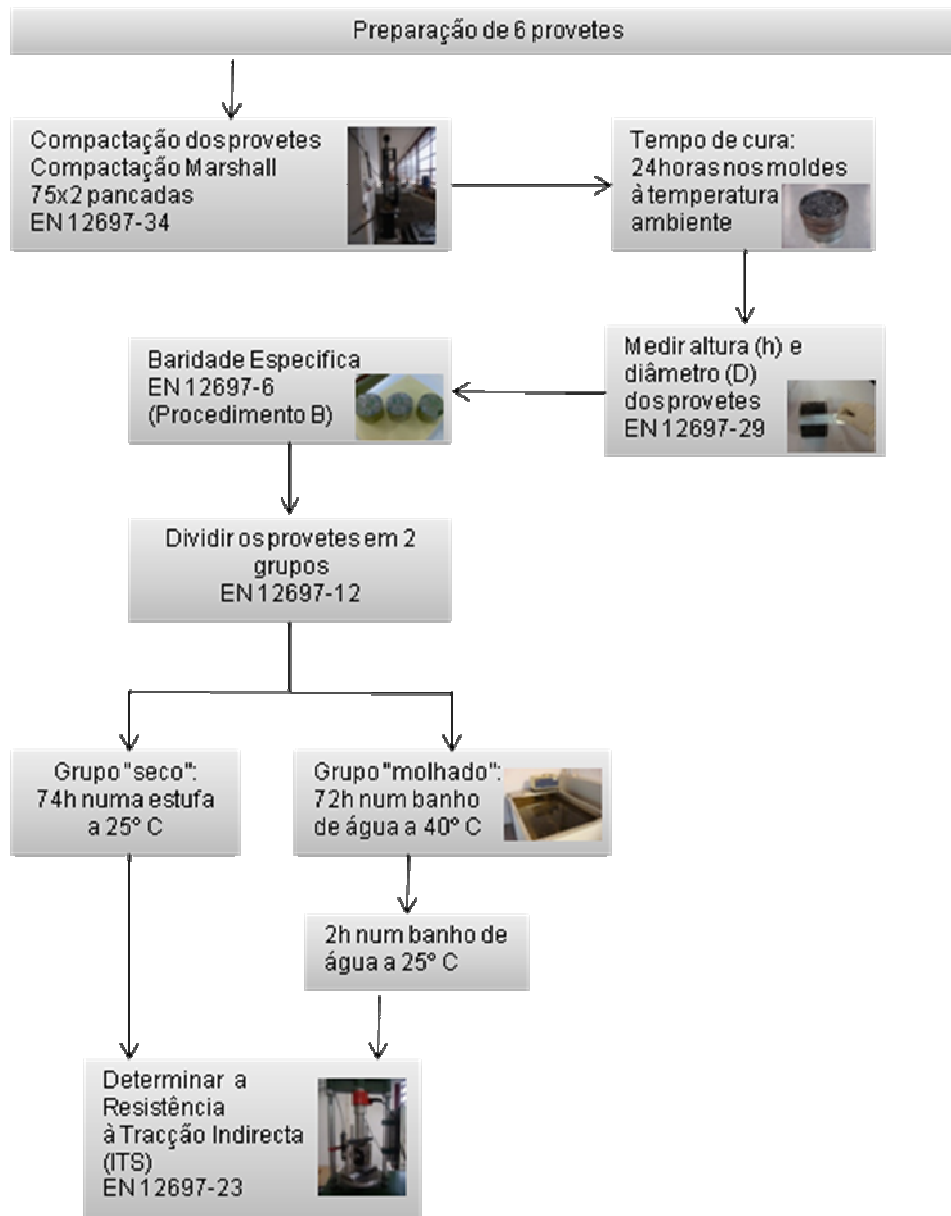 Preparação de 6 provetes
Compactação dos provetes
Compactação Marshall
75x2 pancadas
EN 12697-34
Tempo de cura:
24horas nos moldes
à temperatura
ambiente
Medir altura (h) e
diâmetro (D)
dos provetes
EN 12697-29
Baridade Especifica
EN 12697-6
(Procedimento B)
Dividir os provetes em 2
grupos
EN 12697-12
Grupo "seco":
74h numa estufa
a 25º C
Grupo "molhado":
72h num banho
de água a 40º C
2h num banho de
água a 25º C
Determinar a
Resistência
à Tracção Indirecta
(ITS)
EN 12697-23